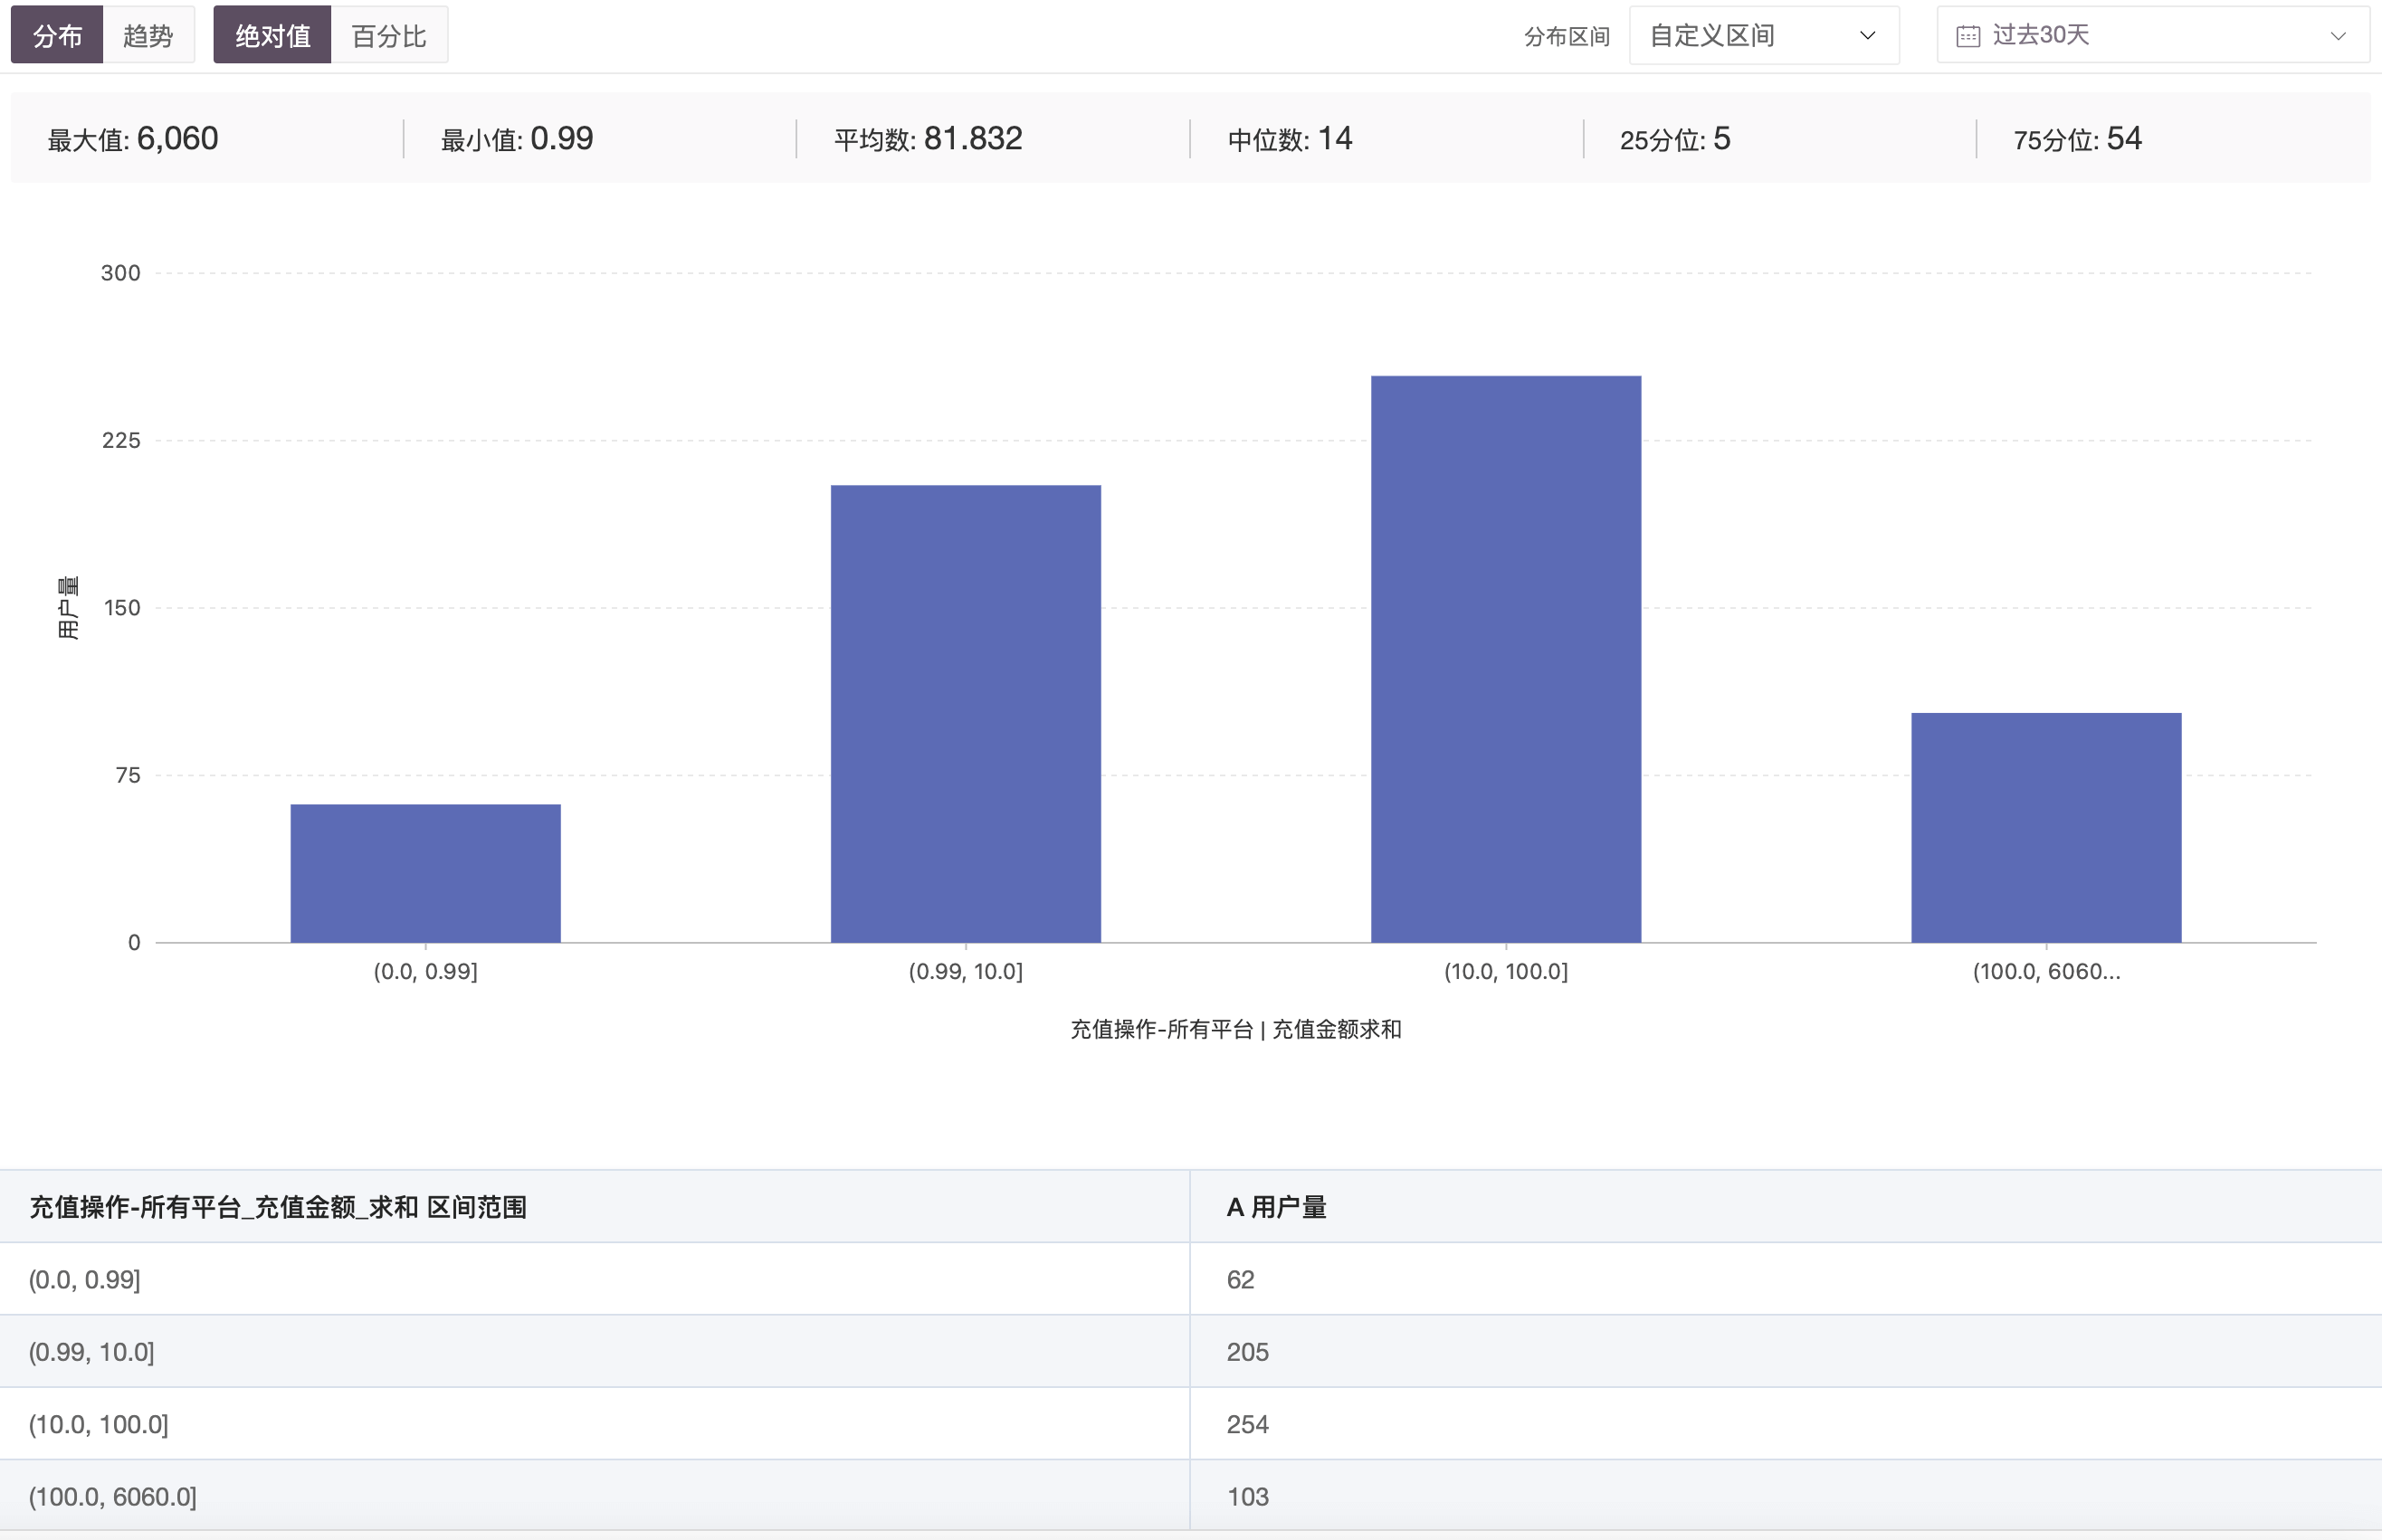 分布 趋势 绝对值 百分比 分布区间 自定义区间 过去30天
最大值: 6,060 最小值: 0.99 平均数: 81.832 中位数: 14 25分位: 5 75分位: 54
300
225
150
75
0
用户量
(0.0, 0.99] (0.99, 10.0] (10.0, 100.0] (100.0, 6060...
充值操作-所有平台 | 充值金额求和
充值操作-所有平台_充值金额_求和 区间范围 A 用户量
(0.0, 0.99] 62
(0.99, 10.0] 205
(10.0, 100.0] 254
(100.0, 6060.0] 103